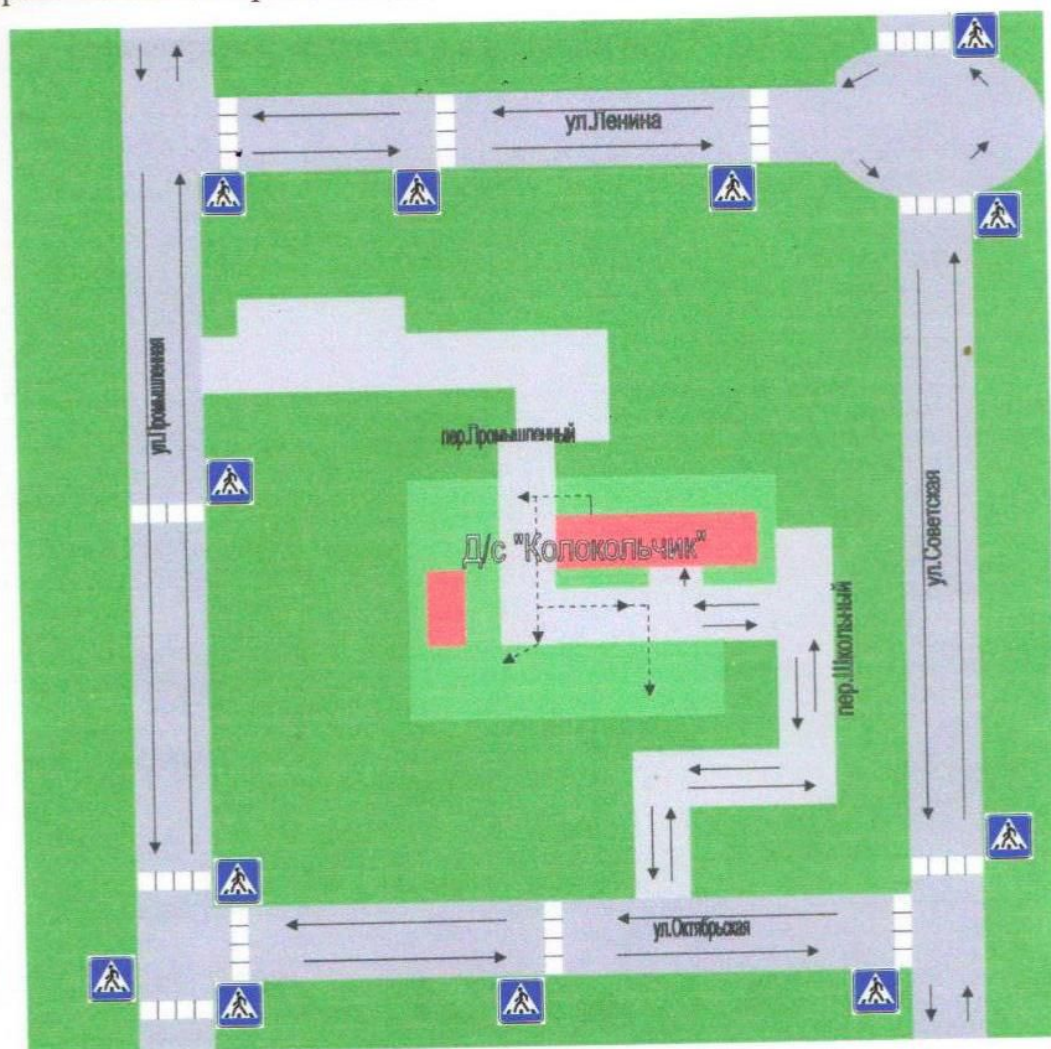 ул.Ленина
ул.Промышленная
пер.Промышленный
Д/с "Колокольчик"
ул.Советская
пер.Школьный
ул.Октябрьская